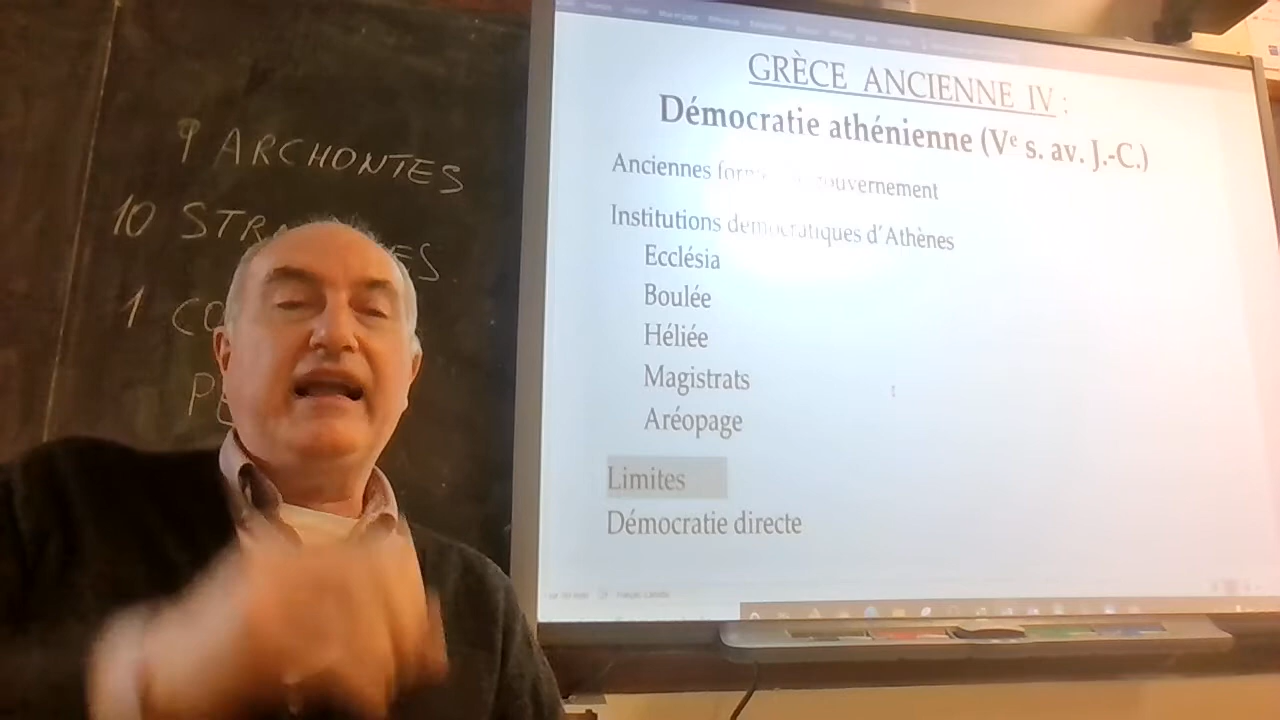 9 ARCHONTES
10
1
GRÈCE ANCIENNE IV :
Démocratie athénienne (Vᵉ s. av. J.-C.)
Anciennes
Institutions démocratiques d'Athènes
Ecclésia
Boulée
Héliée
Magistrats
Aréopage
Limites
Démocratie directe